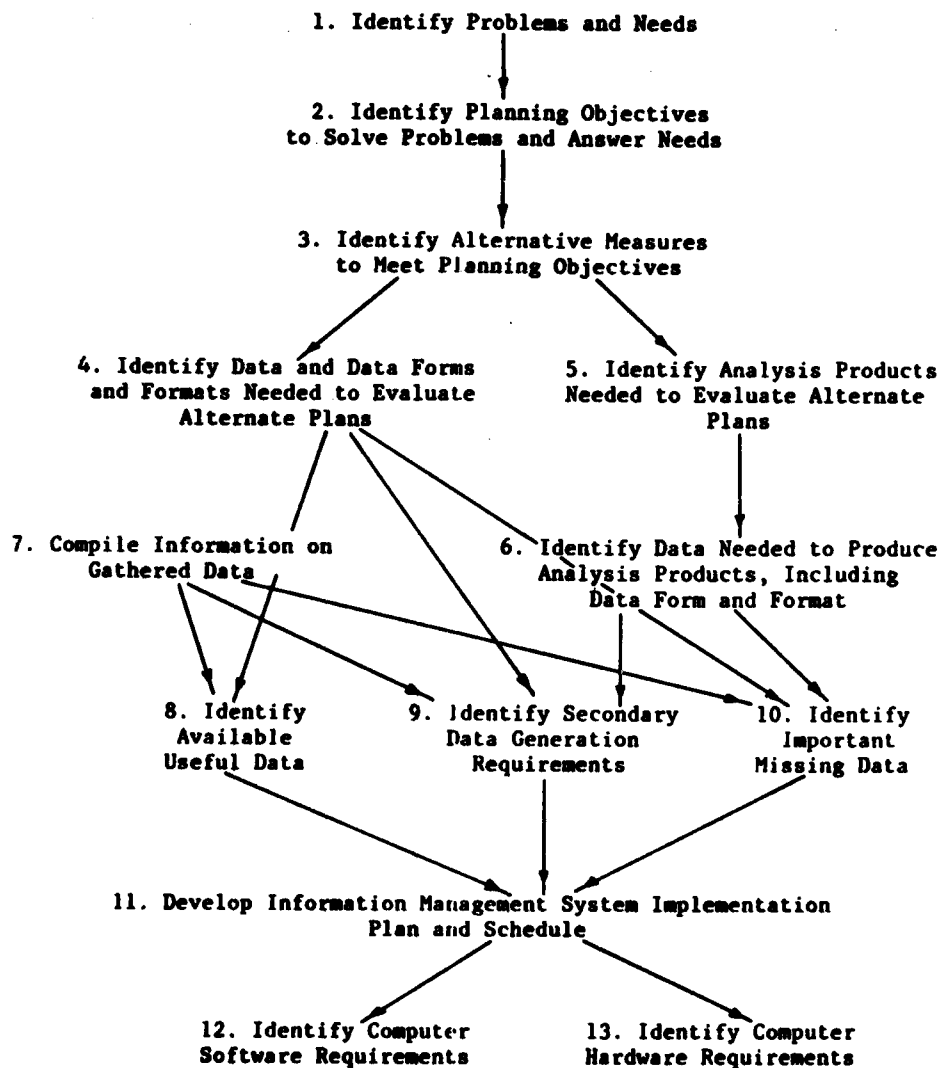 1. Identify Problems and Needs
2. Identify Planning Objectives
to Solve Problems and Answer Needs
3. Identify Alternative Measures
to Meet Planning Objectives
4. Identify Data and Data Forms
and Formats Needed to Evaluate
Alternate Plans
5. Identify Analysis Products
Needed to Evaluate Alternate
Plans
7. Compile Information on
Gathered Data
6. Identify Data Needed to Produce
Analysis Products, Including
Data Form and Format
8. Identify
Available
Useful Data
9. Identify Secondary
Data Generation
Requirements
10. Identify
Important
Missing Data
11. Develop Information Management System Implementation
Plan and Schedule
12. Identify Computer
Software Requirements
13. Identify Computer
Hardware Requirements